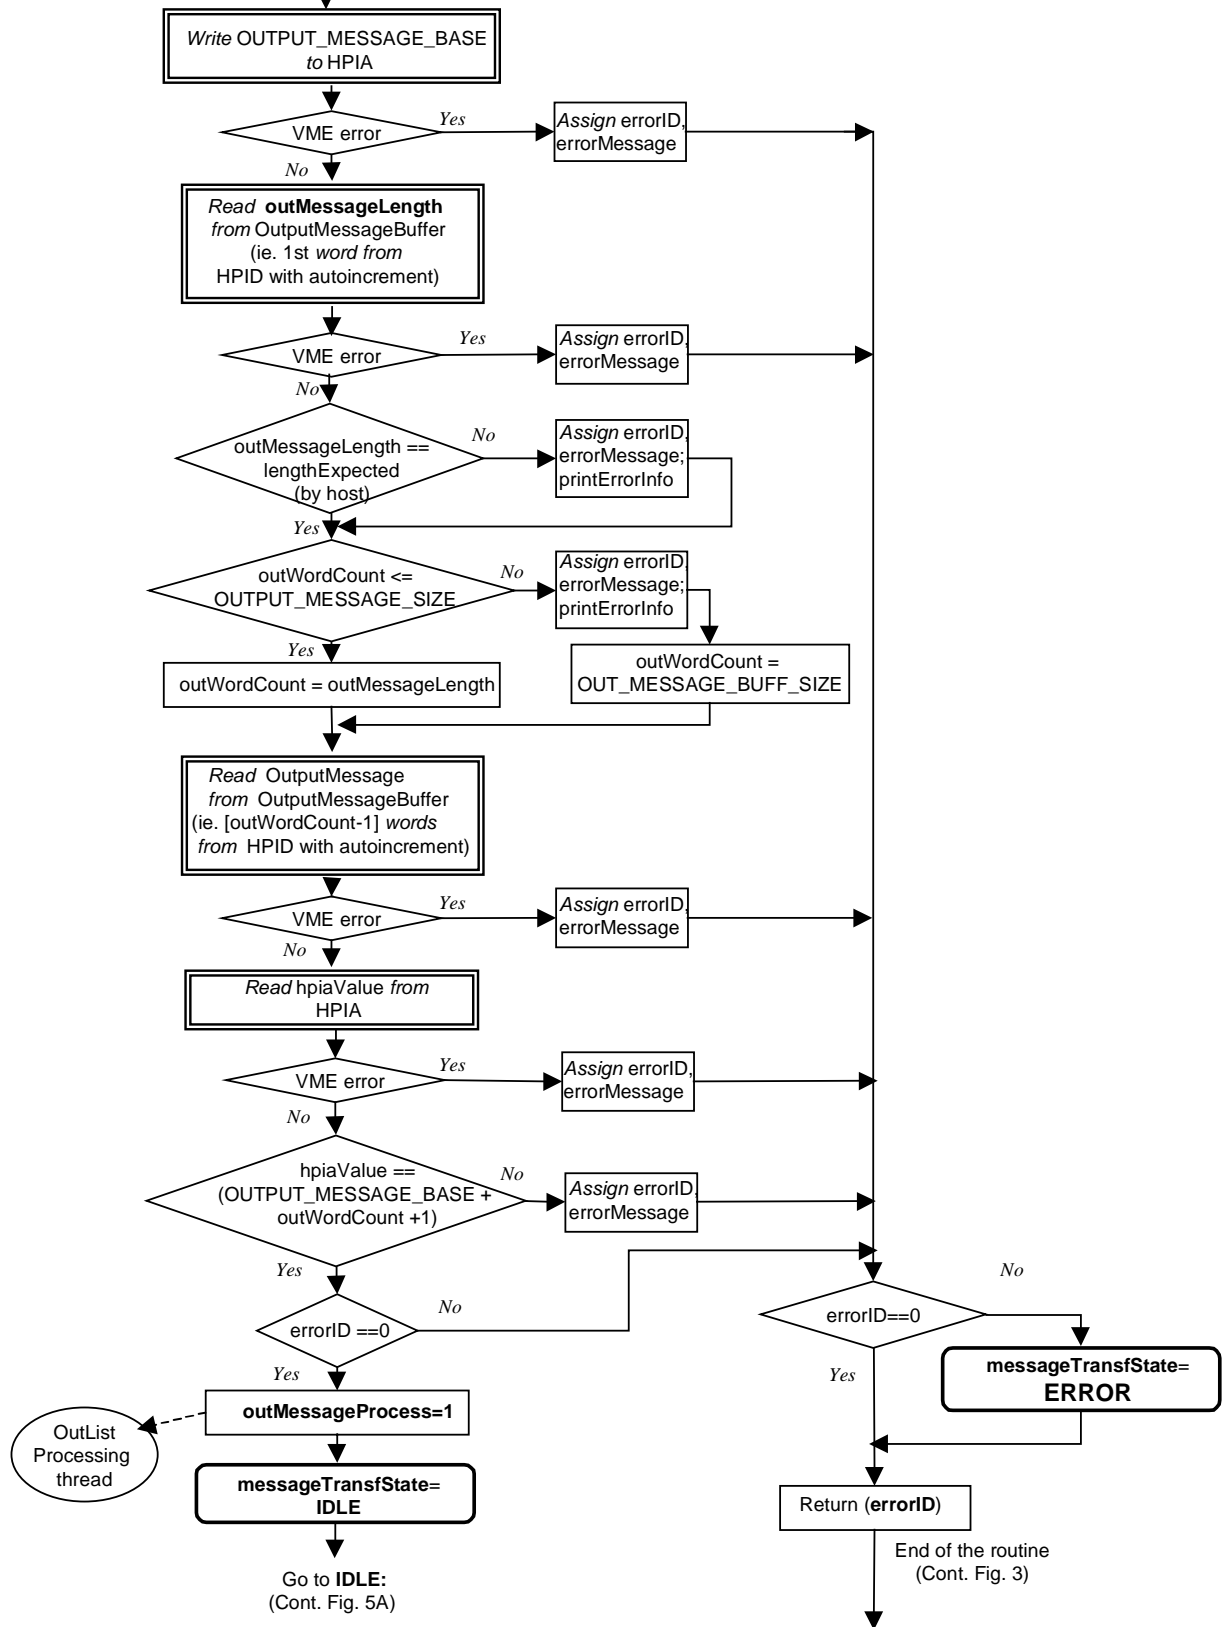 Write OUTPUT_MESSAGE_BASE
to HPIA
VME error
Yes
Assign errorID,
errorMessage
No
Read outMessageLength
from OutputMessageBuffer
(ie. 1st word from
HPID with autoincrement)
VME error
Yes
Assign errorID,
errorMessage
No
outMessageLength ==
lengthExpected
(by host)
No
Assign errorID,
errorMessage;
printErrorInfo
Yes
outWordCount <=
OUTPUT_MESSAGE_SIZE
No
Assign errorID,
errorMessage;
printErrorInfo
Yes
outWordCount = outMessageLength
outWordCount =
OUT_MESSAGE_BUFF_SIZE
Read OutputMessage
from OutputMessageBuffer
(ie. [outWordCount-1] words
from HPID with autoincrement)
VME error
Yes
Assign errorID,
errorMessage
No
Read hpiaValue from
HPIA
VME error
Yes
Assign errorID,
errorMessage
No
hpiaValue ==
(OUTPUT_MESSAGE_BASE +
outWordCount +1)
No
Assign errorID,
errorMessage
Yes
errorID ==0
No
Yes
outMessageProcess=1
OutList
Processing
thread
messageTransfState=
IDLE
Go to IDLE:
(Cont. Fig. 5A)
errorID==0
No
Yes
messageTransfState=
ERROR
Return (errorID)
End of the routine
(Cont. Fig. 3)